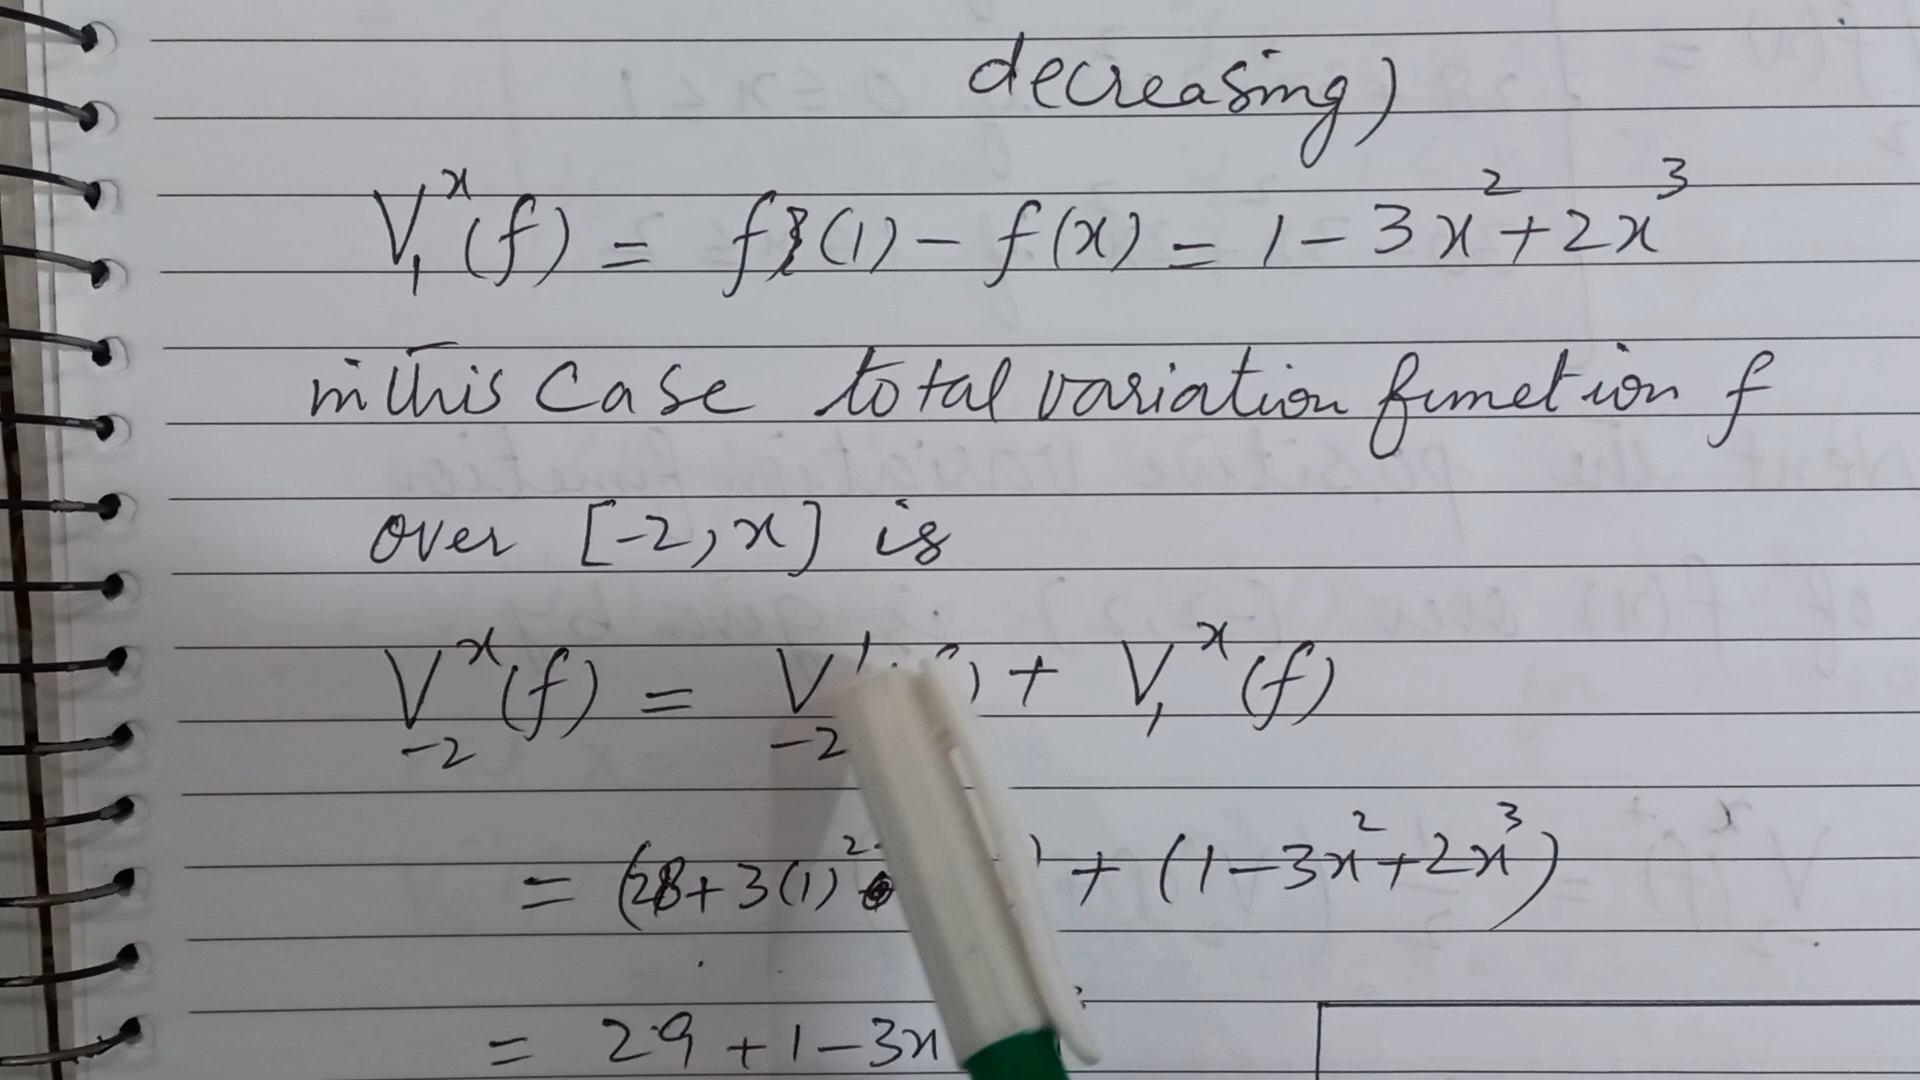 decreasing)
V₁ˣ(f) = f(1) - f(x) = 1 - 3x² + 2x³
in this case total variation function f
over [-2, x] is
V₋₂ˣ(f) = V₋₂¹ ) + V₁ˣ(f)
= (28 + 3(1)² ) + (1 - 3x² + 2x³)
= 29 + 1 - 3x